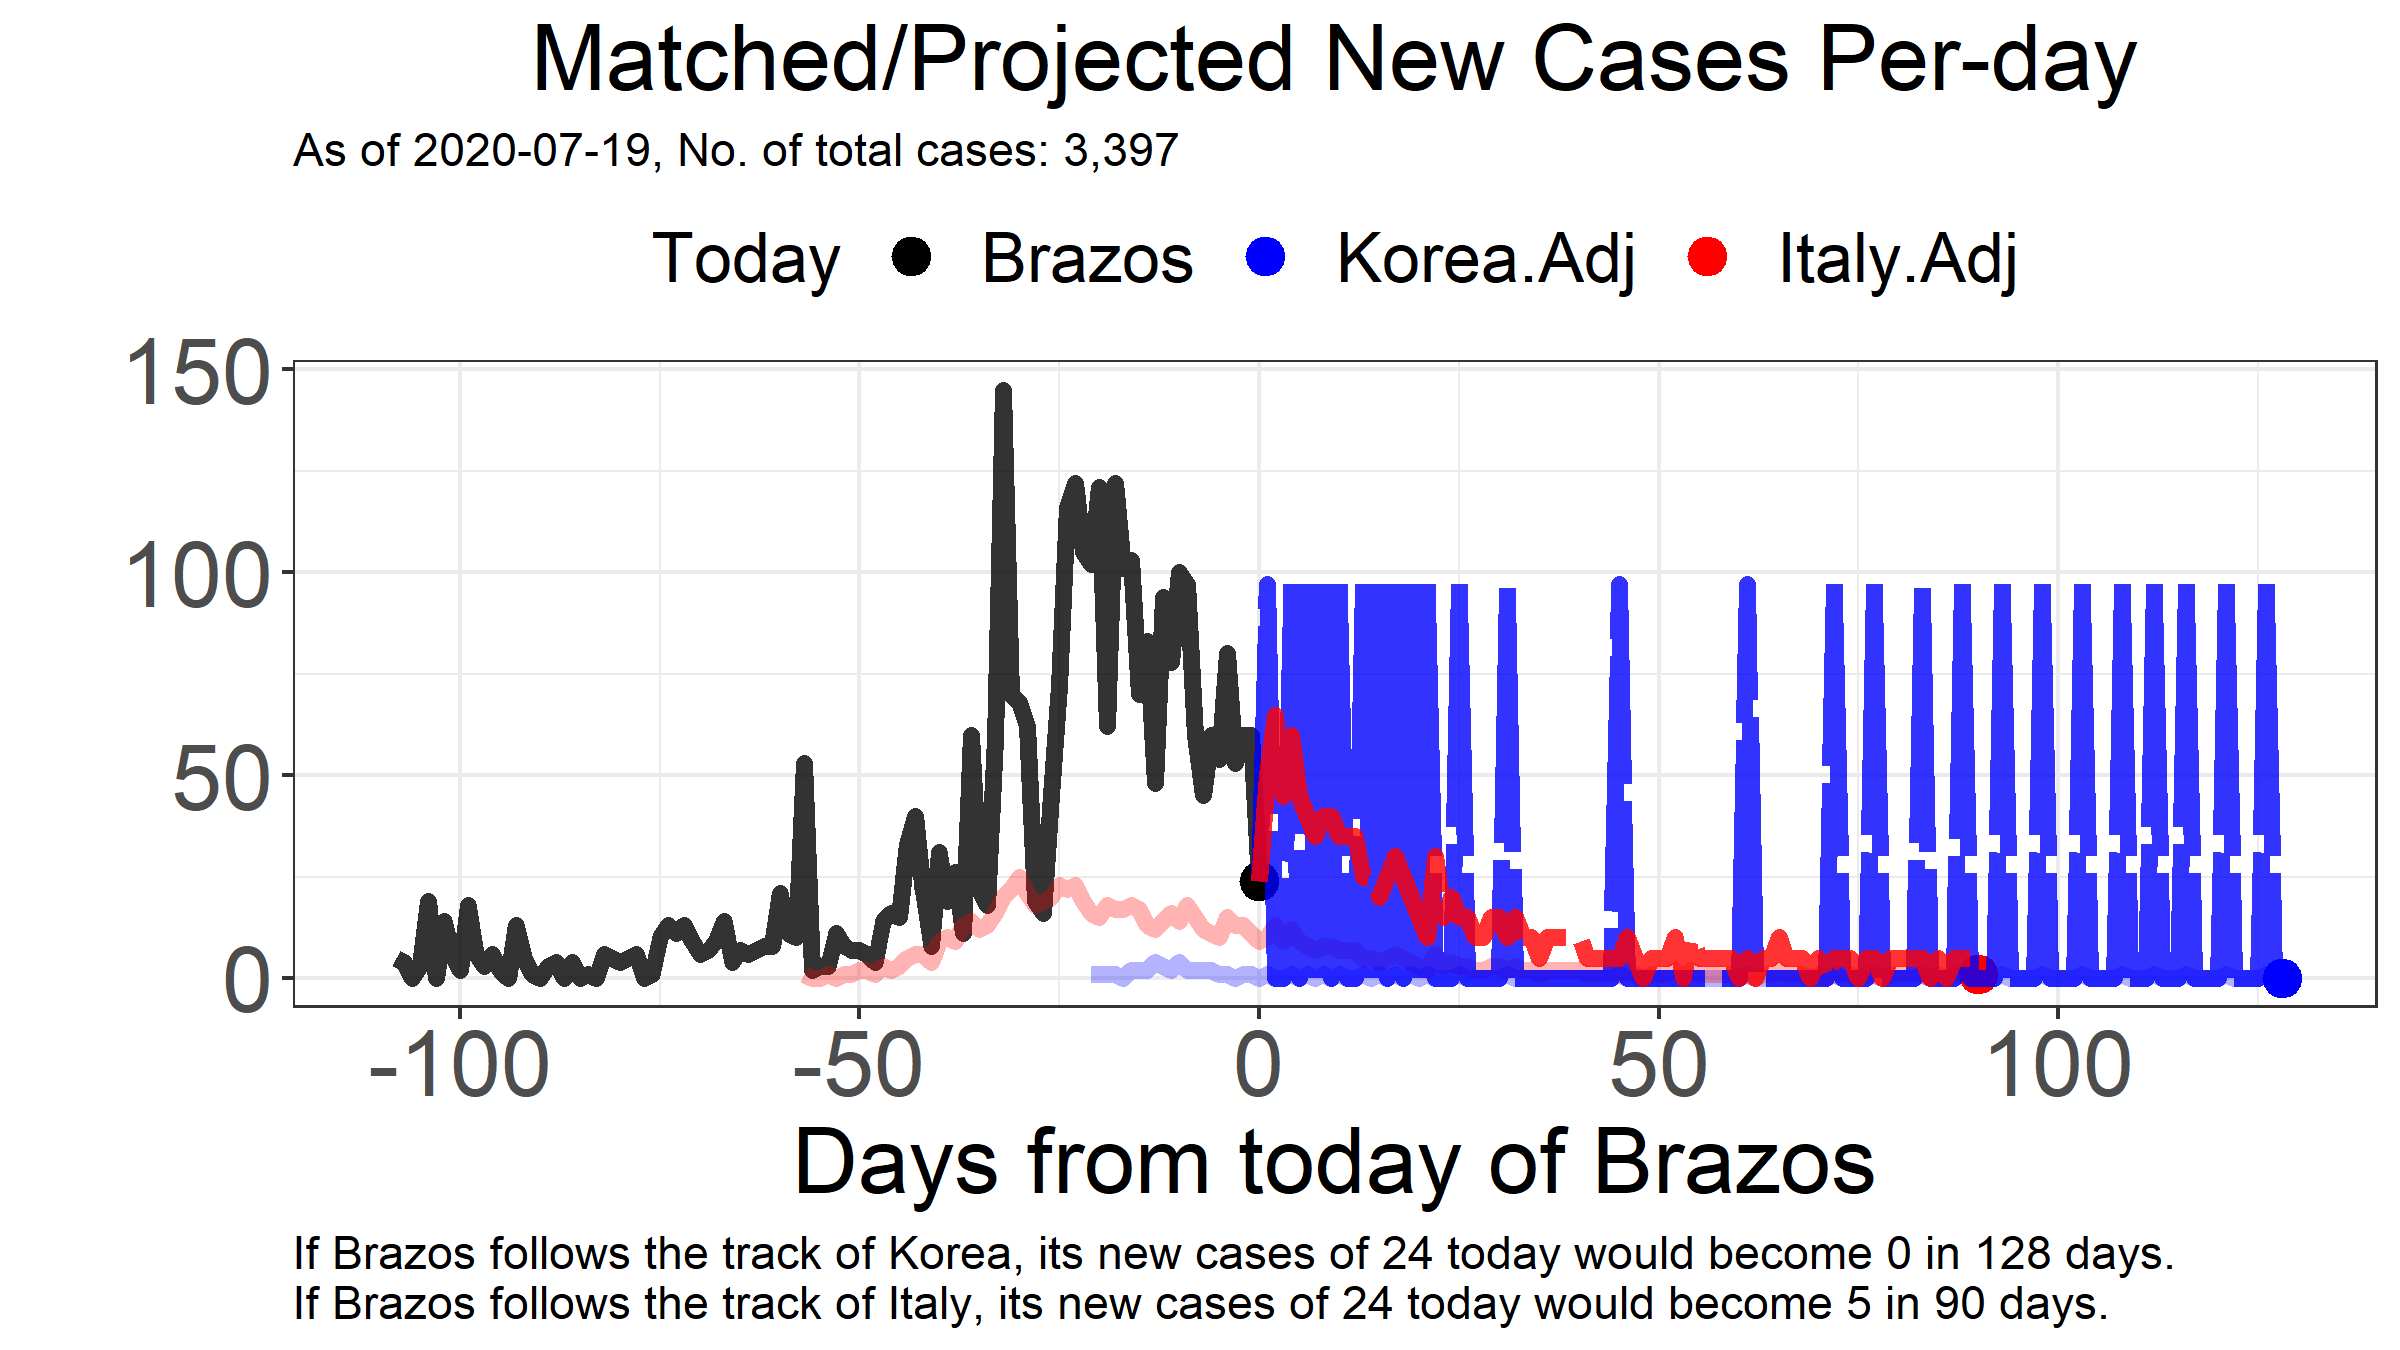 Matched/Projected New Cases Per-day
As of 2020-07-19, No. of total cases: 3,397
Today Brazos Korea.Adj Italy.Adj
150
100
50
0
-100 -50 0 50 100
Days from today of Brazos
If Brazos follows the track of Korea, its new cases of 24 today would become 0 in 128 days.
If Brazos follows the track of Italy, its new cases of 24 today would become 5 in 90 days.